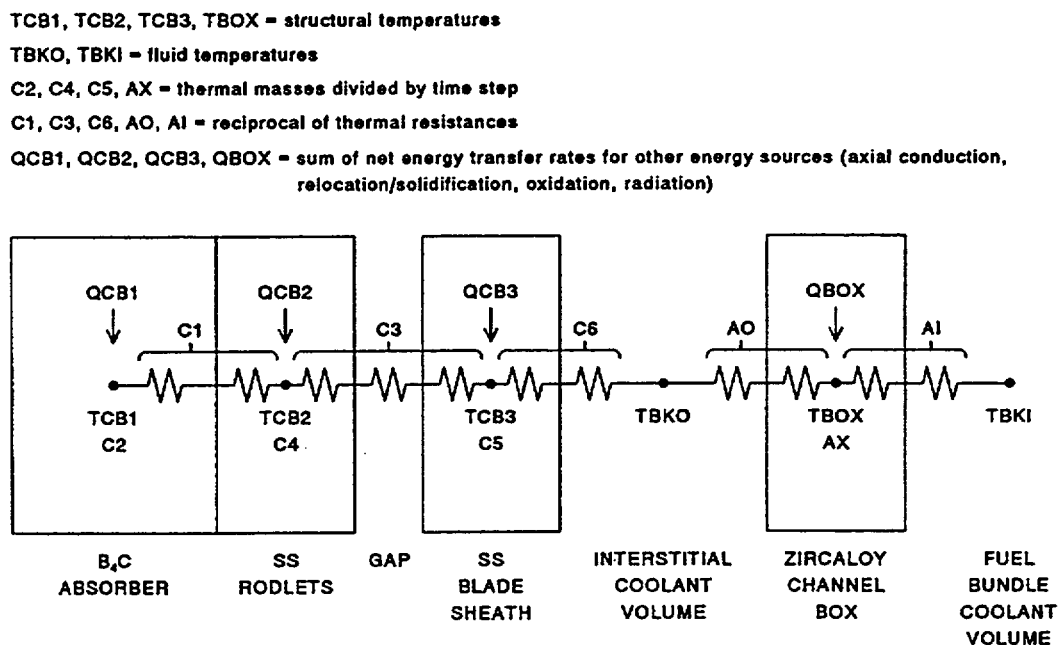 TCB1, TCB2, TCB3, TBOX = structural temperatures
TBKO, TBKI = fluid temperatures
C2, C4, C5, AX = thermal masses divided by time step
C1, C3, C6, AO, AI = reciprocal of thermal resistances
QCB1, QCB2, QCB3, QBOX = sum of net energy transfer rates for other energy sources (axial conduction,
relocation/solidification, oxidation, radiation)
QCB1 QCB2 QCB3 QBOX
C1 C3 C6 AO AI
TCB1 TCB2 TCB3 TBKO TBOX TBKI
C2 C4 C5 AX
B₄C SS GAP SS INTERSTITIAL ZIRCALOY FUEL
ABSORBER RODLETS BLADE COOLANT CHANNEL BUNDLE
SHEATH VOLUME BOX COOLANT
VOLUME